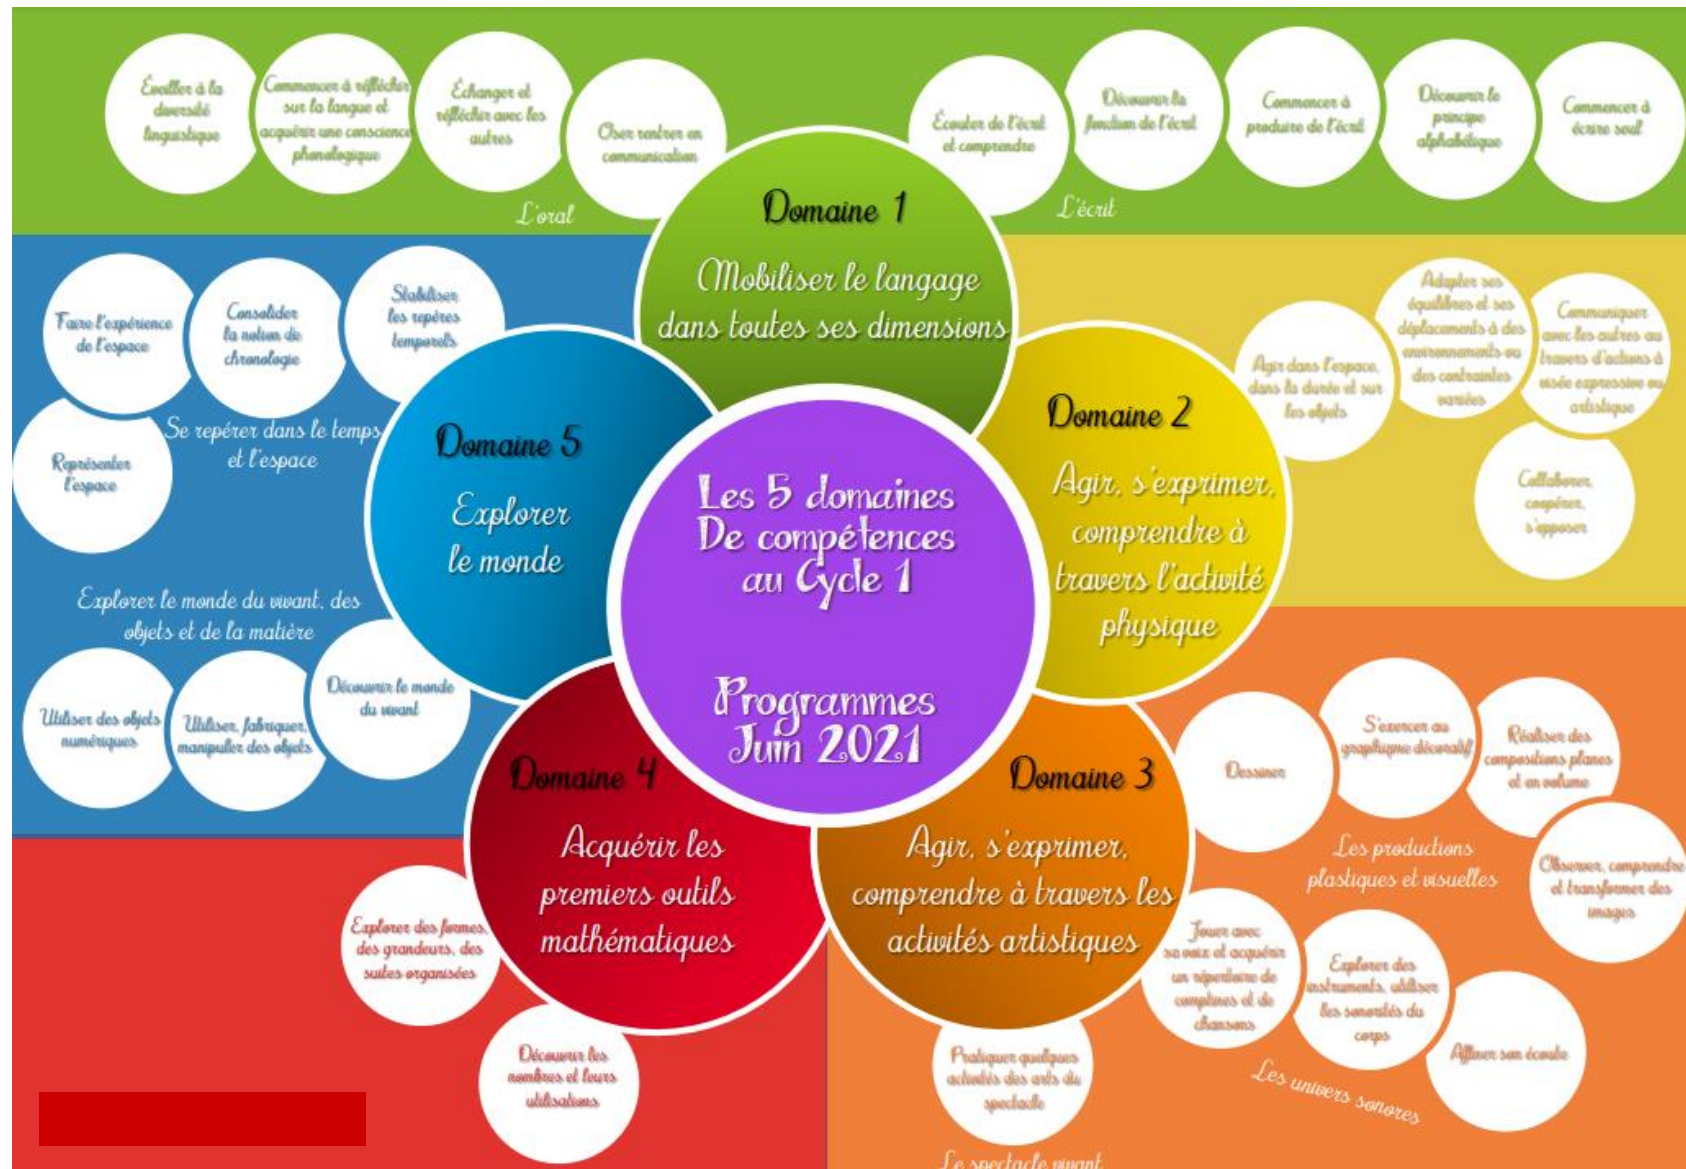 Éveiller à la
diversité
linguistique
Commencer à réfléchir
sur la langue et
acquérir une conscience
phonologique
Échanger et
réfléchir avec les
autres
Oser rentrer en
communication
L'oral
Écouter de l'écrit
et comprendre
Découvrir la
fonction de l'écrit
Commencer à
produire de l'écrit
Découvrir le
principe
alphabétique
Commencer à
écrire seul
L'écrit
Domaine 1
Mobiliser le langage
dans toutes ses dimensions
Faire l'expérience
de l'espace
Consolider
la notion de
chronologie
Stabiliser
les repères
temporels
Représenter
l'espace
Se repérer dans le temps
et l'espace
Domaine 5
Explorer
le monde
Explorer le monde du vivant, des
objets et de la matière
Utiliser des objets
numériques
Utiliser, fabriquer,
manipuler des objets
Découvrir le monde
du vivant
Les 5 domaines
De compétences
au Cycle 1
Programmes
Juin 2021
Domaine 2
Agir, s'exprimer,
comprendre à
travers l'activité
physique
Agir dans l'espace,
dans la durée et sur
les objets
Adapter ses
équilibres et ses
déplacements à des
environnements ou
des contraintes
variées
Communiquer
avec les autres au
travers d'actions à
visée expressive ou
artistique
Collaborer,
coopérer,
s'opposer
Domaine 4
Acquérir les
premiers outils
mathématiques
Explorer des formes,
des grandeurs, des
suites organisées
Découvrir les
nombres et leurs
utilisations
Domaine 3
Agir, s'exprimer,
comprendre à travers les
activités artistiques
Dessiner
S'exercer au
graphisme décoratif
Réaliser des
compositions planes
et en volume
Observer, comprendre
et transformer des
images
Les productions
plastiques et visuelles
Jouer avec
sa voix et acquérir
un répertoire de
comptines et de
chansons
Explorer des
instruments, utiliser
les sonorités du
corps
Affiner son écoute
Les univers sonores
Pratiquer quelques
activités des arts du
spectacle
Le spectacle vivant